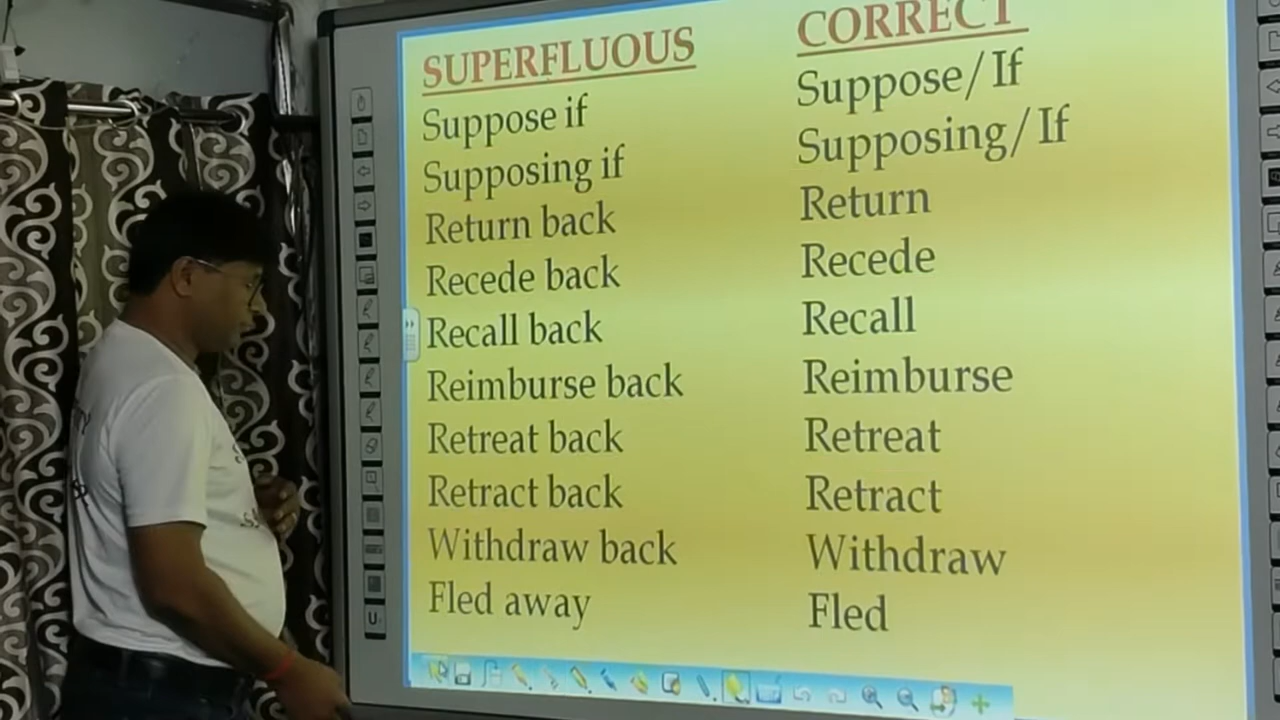 SUPERFLUOUS CORRECT
Suppose if Suppose/ If
Supposing if Supposing/ If
Return back Return
Recede back Recede
Recall back Recall
Reimburse back Reimburse
Retreat back Retreat
Retract back Retract
Withdraw back Withdraw
Fled away Fled